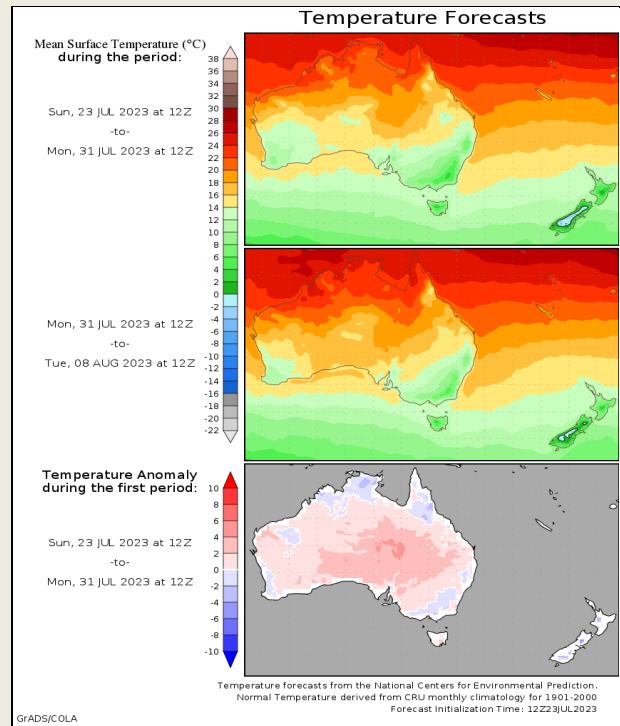 Temperature Forecasts
Mean Surface Temperature (°C)
during the period:
Sun, 23 JUL 2023 at 12Z
-to-
Mon, 31 JUL 2023 at 12Z
Mon, 31 JUL 2023 at 12Z
-to-
Tue, 08 AUG 2023 at 12Z
38
36
34
32
30
28
26
24
22
20
18
16
14
12
10
8
6
4
2
0
-2
-4
-6
-8
-10
-12
-14
-16
-18
-20
-22
Temperature Anomaly
during the first period:
Sun, 23 JUL 2023 at 12Z
-to-
Mon, 31 JUL 2023 at 12Z
10
8
6
4
2
0
-2
-4
-6
-8
-10
Temperature forecasts from the National Centers for Environmental Prediction.
Normal Temperature derived from CRU monthly climatology for 1901-2000
Forecast Initialization Time: 12Z23JUL2023
GrADS/COLA